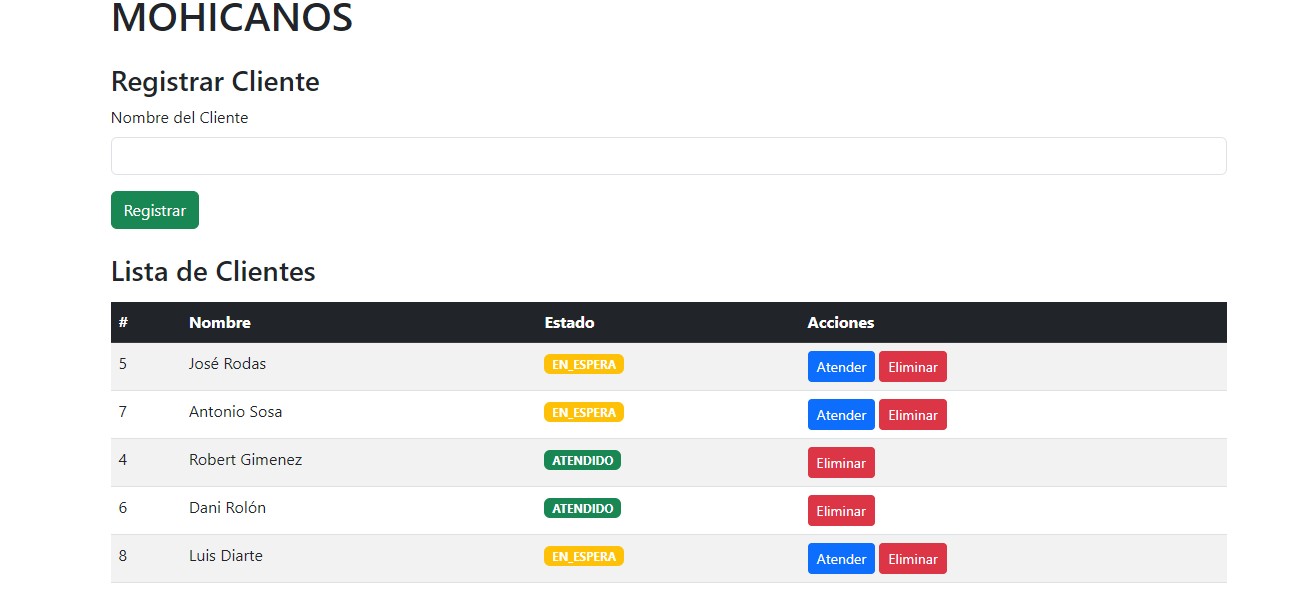 MOHICANOS
Registrar Cliente
Nombre del Cliente
Registrar
Lista de Clientes
# Nombre Estado Acciones
5 José Rodas EN_ESPERA Atender Eliminar
7 Antonio Sosa EN_ESPERA Atender Eliminar
4 Robert Gimenez ATENDIDO Eliminar
6 Dani Rolón ATENDIDO Eliminar
8 Luis Diarte EN_ESPERA Atender Eliminar